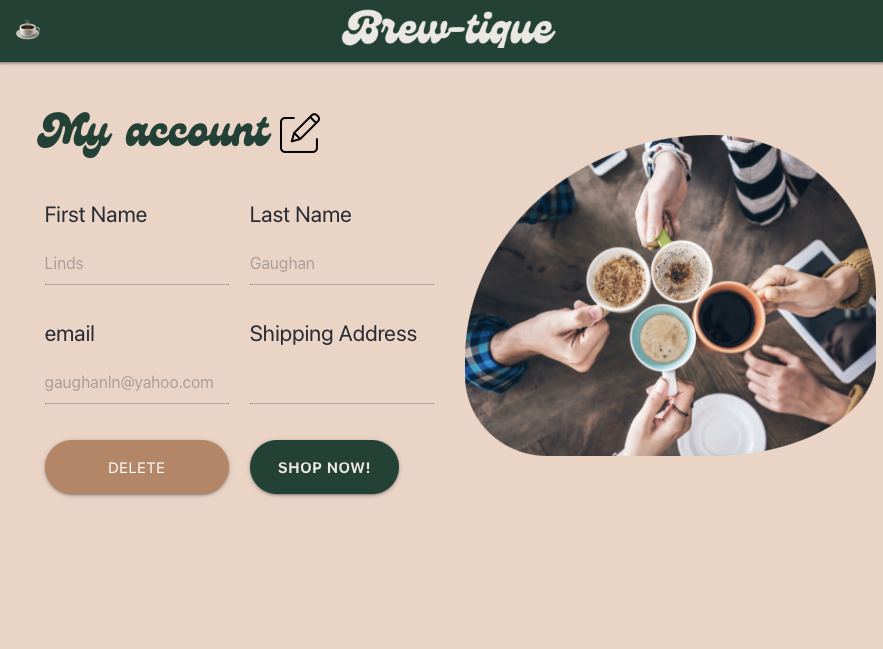 Brew-tique
My account
First Name Last Name
Linds Gaughan
email Shipping Address
gaughanln@yahoo.com
DELETE SHOP NOW!